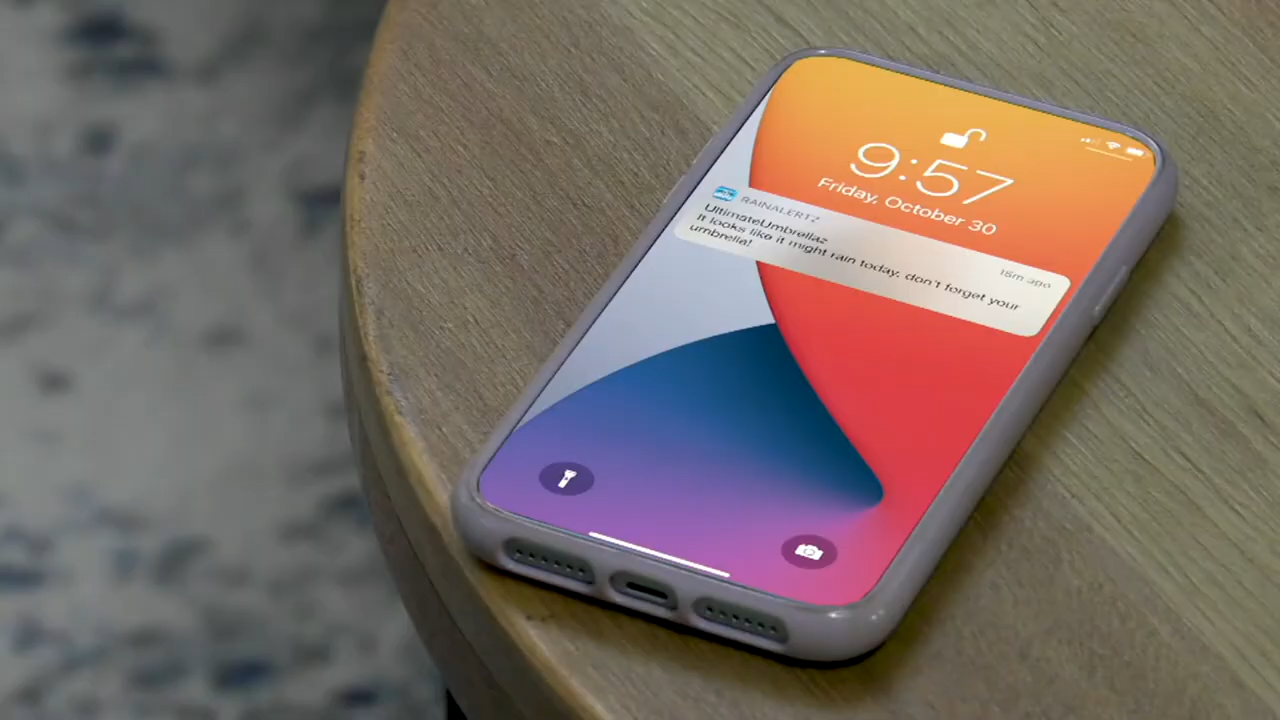 9:57
Friday, October 30
RAINALERTZ
15m ago
UltimateUmbrellaz
It looks like it might rain today, don't forget your
umbrella!